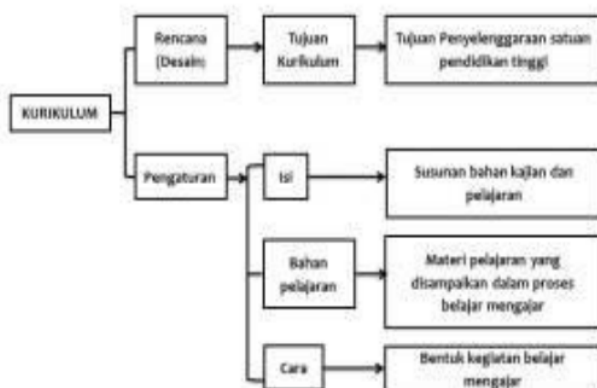 Rencana
(Desain)
Tujuan
Kurikulum
Tujuan Penyelenggaraan satuan
pendidikan tinggi
KURIKULUM
Pengaturan
Isi
Susunan bahan kajian dan
pelajaran
Bahan
pelajaran
Materi pelajaran yang
disampaikan dalam proses
belajar mengajar
Cara
Bentuk kegiatan belajar
mengajar